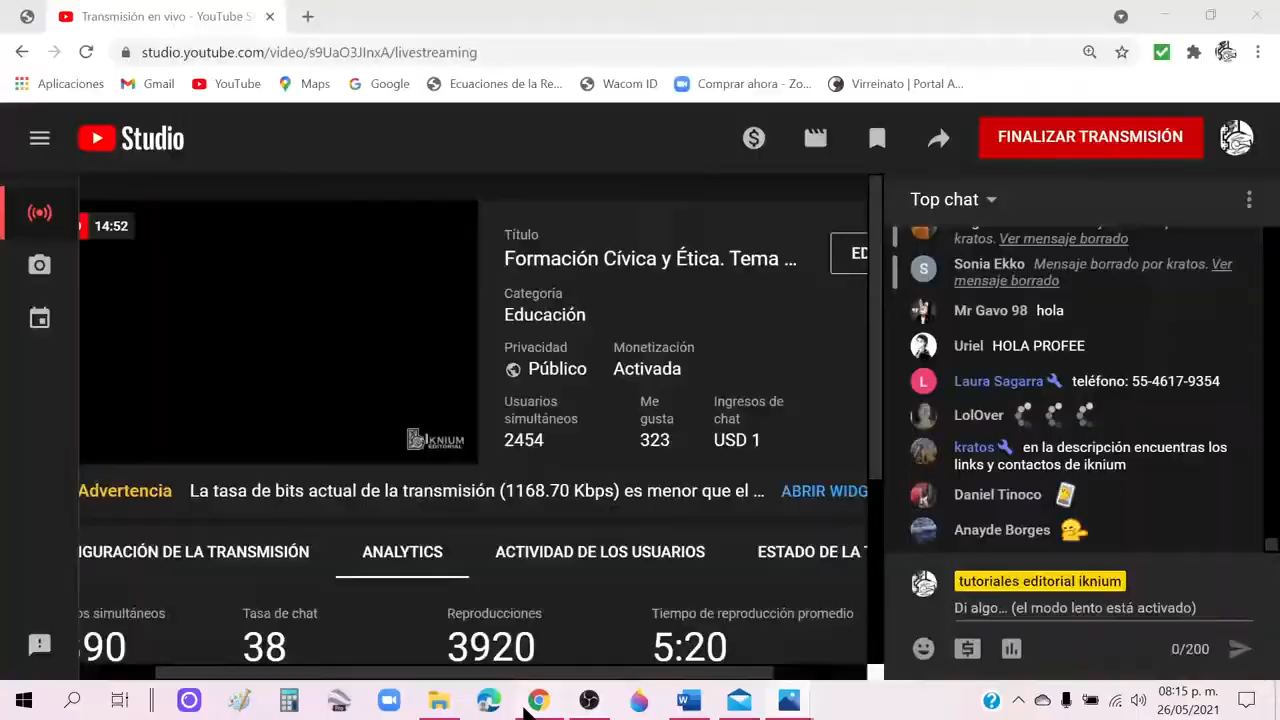 Transmisión en vivo - YouTube S
studio.youtube.com/video/s9UaO3JInxA/livestreaming
Aplicaciones
Gmail
YouTube
Maps
Google
Ecuaciones de la Re...
Wacom ID
Comprar ahora - Zo...
Virreinato | Portal A...
Studio
FINALIZAR TRANSMISIÓN
14:52
IKNIUM
EDITORIAL
Título
Formación Cívica y Ética. Tema ...
ED
Categoría
Educación
Privacidad
Monetización
Público
Activada
Usuarios simultáneos
Me gusta
Ingresos de chat
2454
323
USD 1
Advertencia
La tasa de bits actual de la transmisión (1168.70 Kbps) es menor que el ...
ABRIR WIDG
IGURACIÓN DE LA TRANSMISIÓN
ANALYTICS
ACTIVIDAD DE LOS USUARIOS
ESTADO DE LA T
os simultáneos
Tasa de chat
Reproducciones
Tiempo de reproducción promedio
90
38
3920
5:20
Top chat
kratos. Ver mensaje borrado
S
Sonia Ekko Mensaje borrado por kratos. Ver
mensaje borrado
Mr Gavo 98 hola
Uriel HOLA PROFEE
L
Laura Sagarra teléfono: 55-4617-9354
LolOver
kratos en la descripción encuentras los
links y contactos de iknium
Daniel Tinoco
Anayde Borges
tutoriales editorial iknium
Di algo... (el modo lento está activado)
0/200
08:15 p. m.
26/05/2021